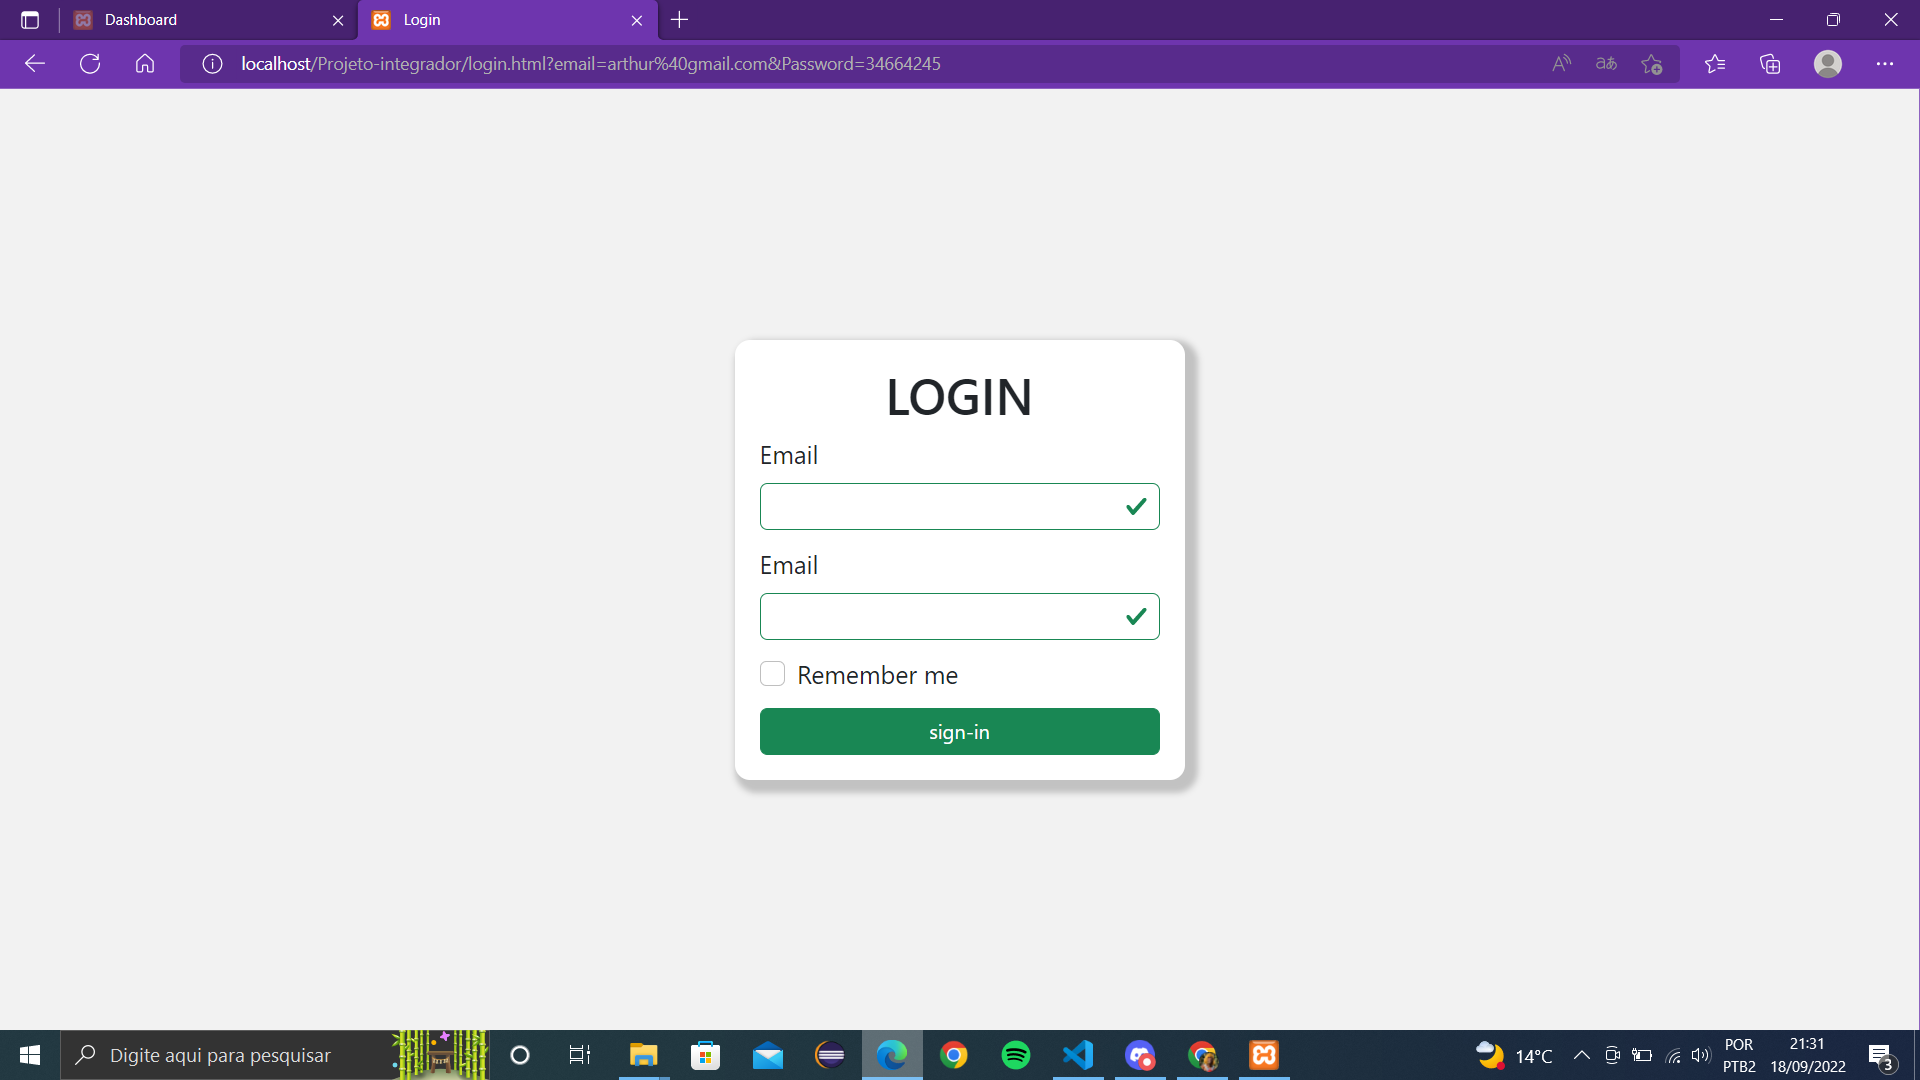 Dashboard
Login
localhost/Projeto-integrador/login.html?email=arthur%40gmail.com&Password=34664245
LOGIN
Email
Email
Remember me
sign-in
Digite aqui para pesquisar
14°C
POR
PTB2
21:31
18/09/2022
3